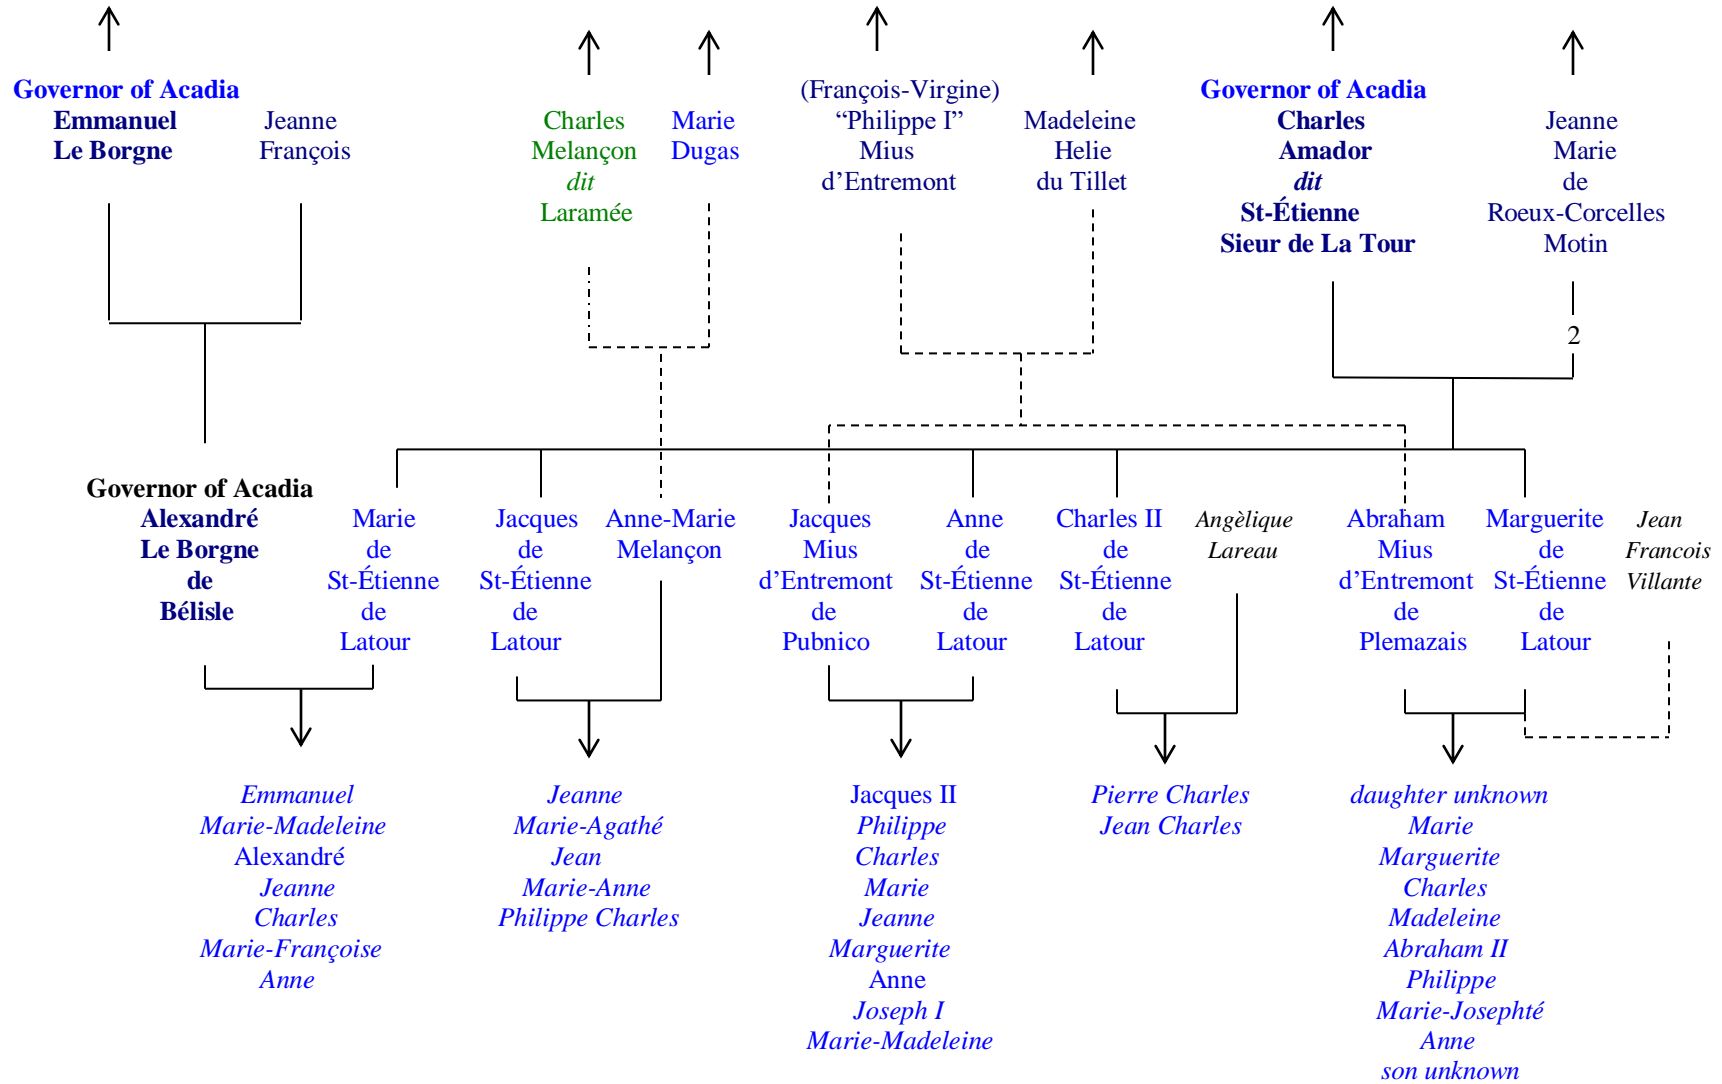 Governor of Acadia
Emmanuel
Le Borgne
Jeanne
François
Charles
Melançon
dit
Laramée
Marie
Dugas
(François-Virgine)
“Philippe I”
Mius
d’Entremont
Madeleine
Helie
du Tillet
Governor of Acadia
Charles
Amador
dit
St-Étienne
Sieur de La Tour
Jeanne
Marie
de
Roeux-Corcelles
Motin
2
Governor of Acadia
Alexandré
Le Borgne
de
Bélisle
Marie
de
St-Étienne
de
Latour
Jacques
de
St-Étienne
de
Latour
Anne-Marie
Melançon
Jacques
Mius
d’Entremont
de
Pubnico
Anne
de
St-Étienne
de
Latour
Charles II
de
St-Étienne
de
Latour
Angèlique
Lareau
Abraham
Mius
d’Entremont
de
Plemazais
Marguerite
de
St-Étienne
de
Latour
Jean
Francois
Villante
Emmanuel
Marie-Madeleine
Alexandré
Jeanne
Charles
Marie-Françoise
Anne
Jeanne
Marie-Agathé
Jean
Marie-Anne
Philippe Charles
Jacques II
Philippe
Charles
Marie
Jeanne
Marguerite
Anne
Joseph I
Marie-Madeleine
Pierre Charles
Jean Charles
daughter unknown
Marie
Marguerite
Charles
Madeleine
Abraham II
Philippe
Marie-Josephté
Anne
son unknown